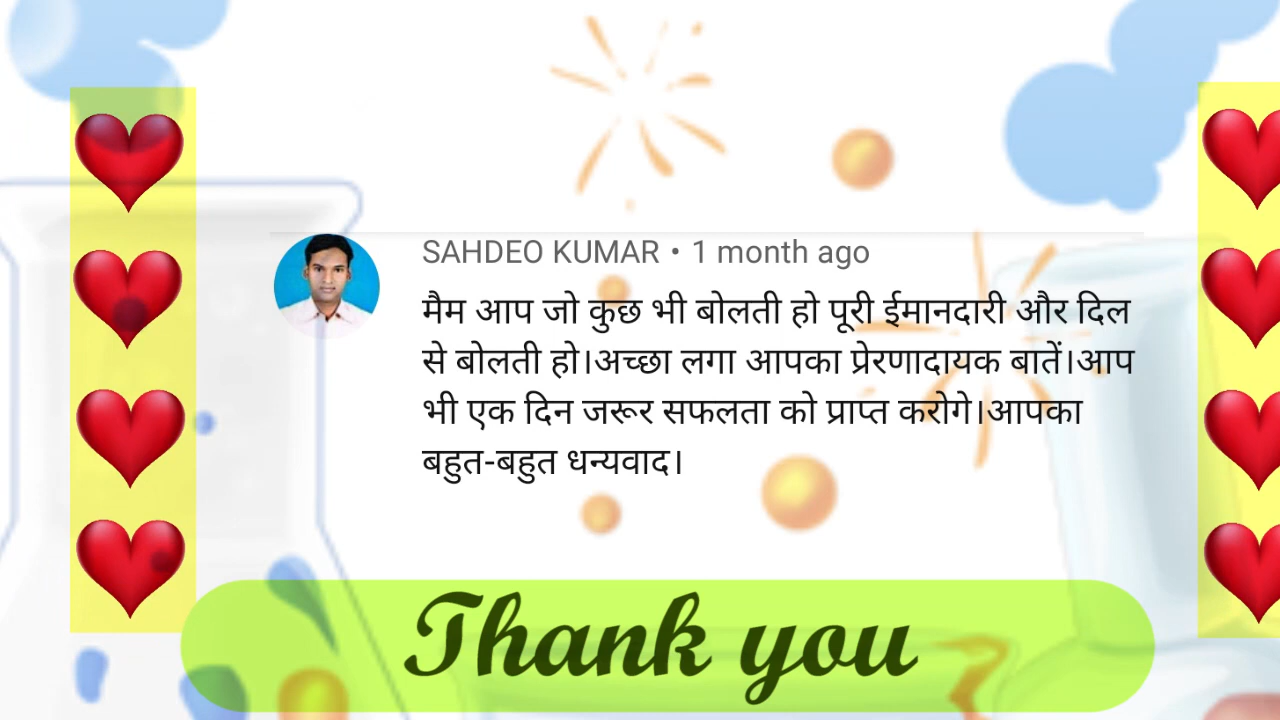 SAHDEO KUMAR • 1 month ago
मैम आप जो कुछ भी बोलती हो पूरी ईमानदारी और दिल
से बोलती हो।अच्छा लगा आपका प्रेरणादायक बातें।आप
भी एक दिन जरूर सफलता को प्राप्त करोगे।आपका
बहुत-बहुत धन्यवाद।
Thank you